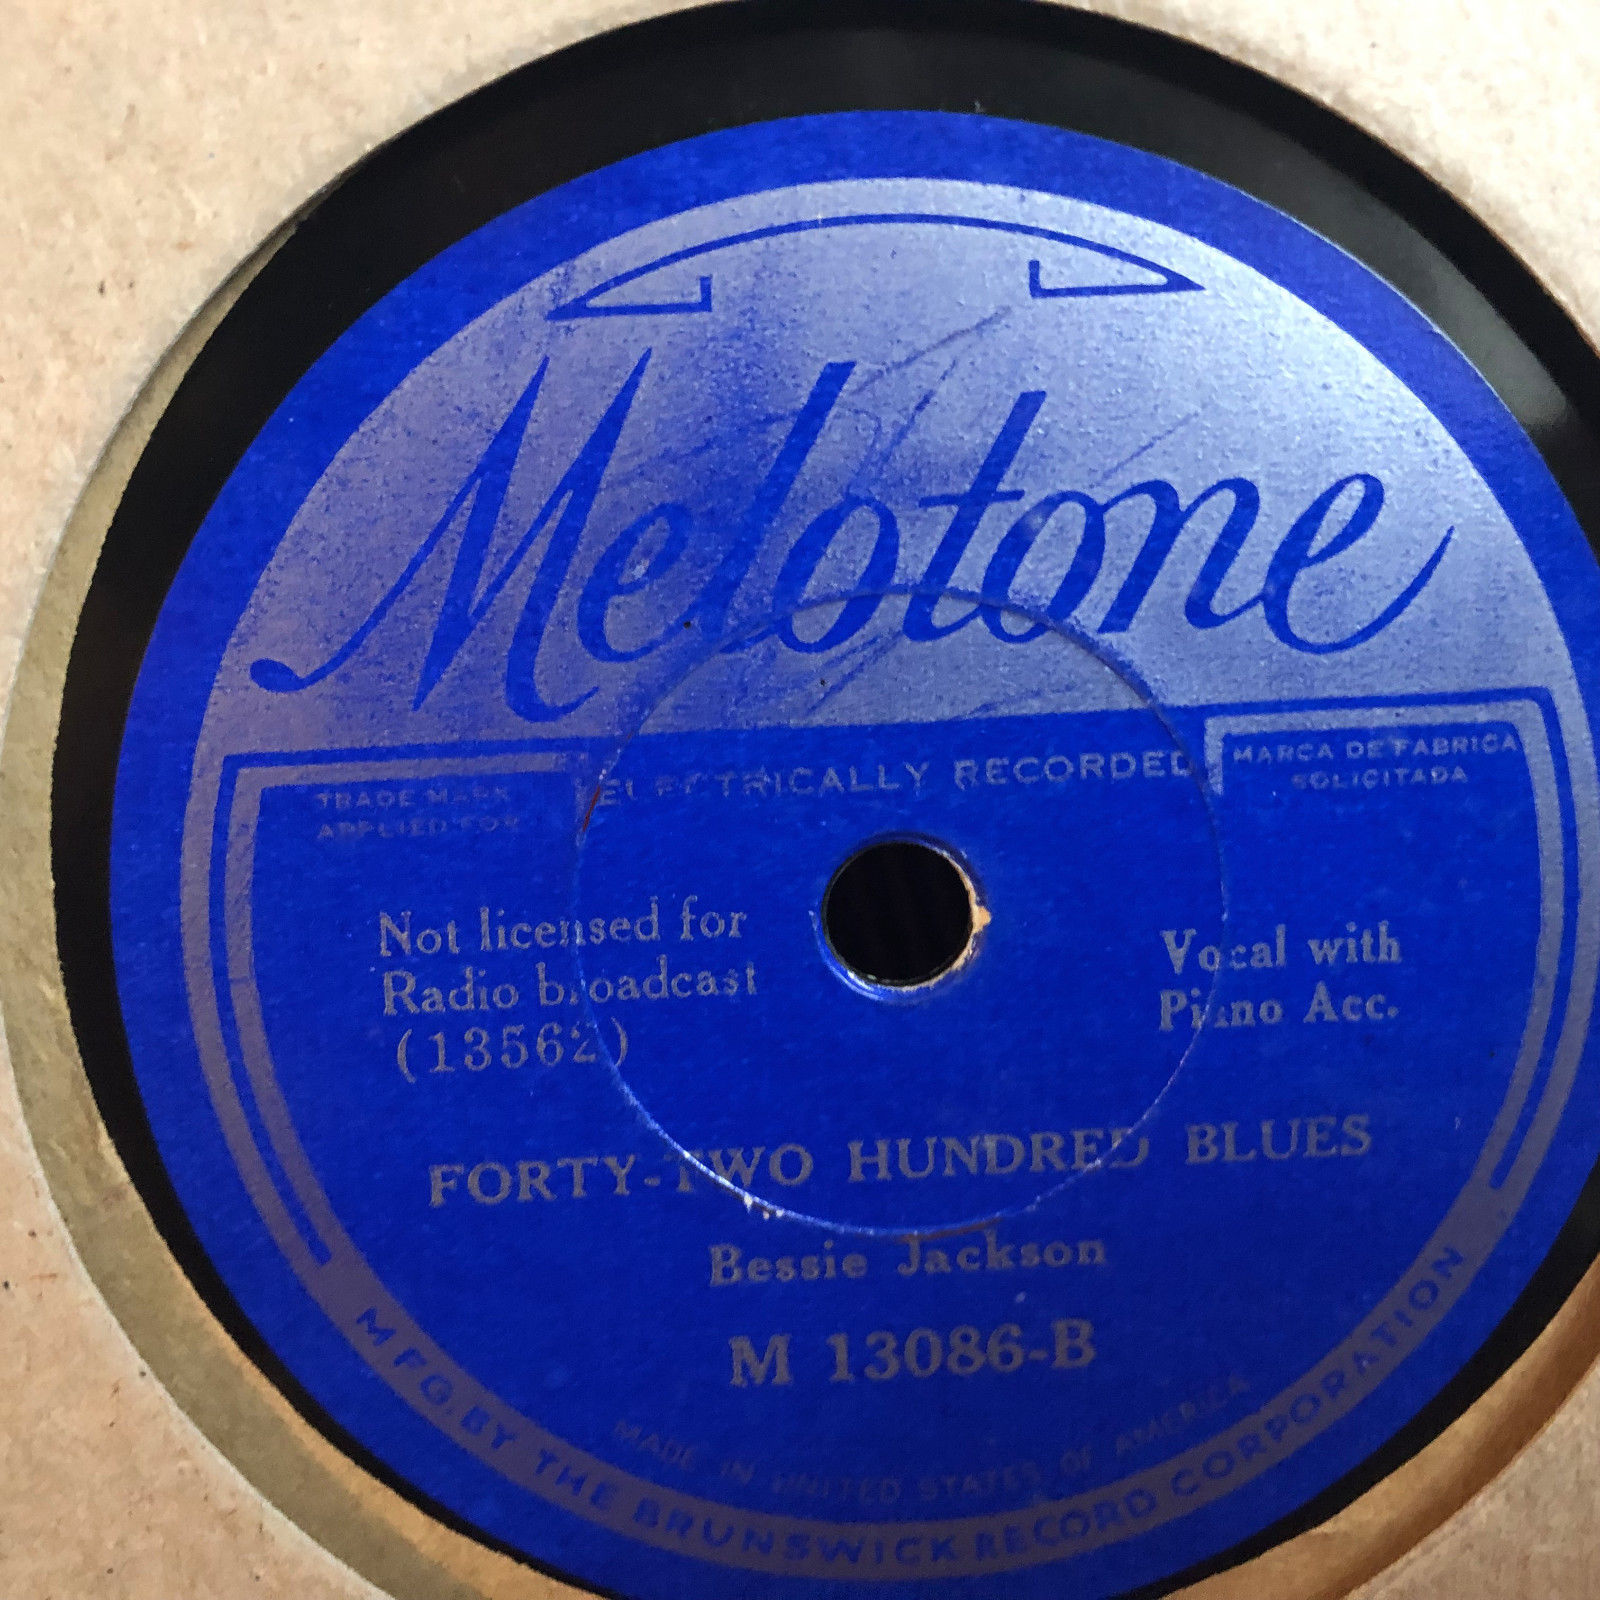 Melotone
ELECTRICALLY RECORDED
TRADE MARK
APPLIED FOR
MARCA DE FABRICA
SOLICITADA
Not licensed for
Radio broadcast
(13562)
Vocal with
Piano Acc.
FORTY-TWO HUNDRED BLUES
Bessie Jackson
M 13086-B
MADE IN UNITED STATES OF AMERICA
MFG. BY THE BRUNSWICK RECORD CORPORATION